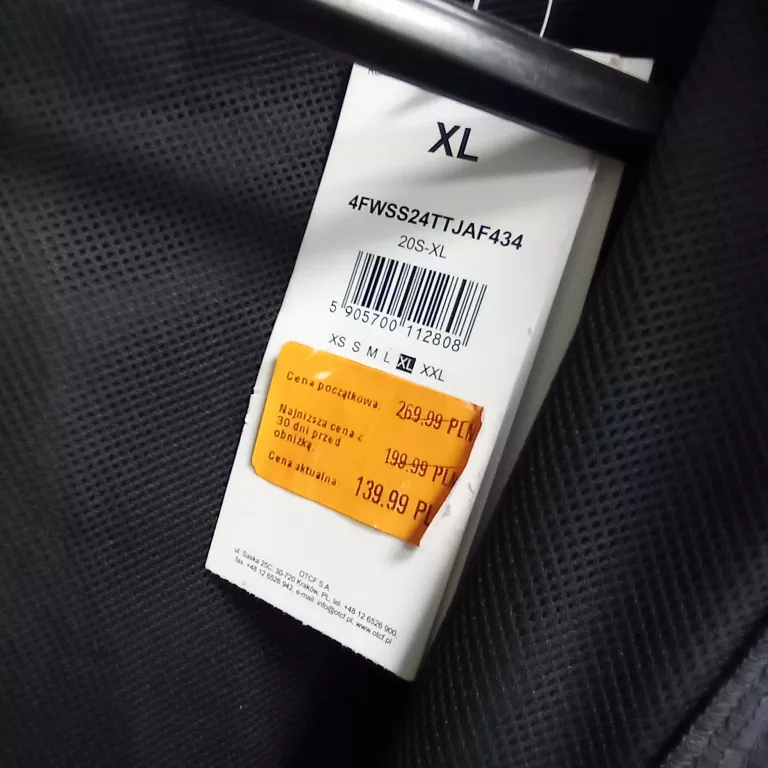 XL
4FWSS24TTJAF434
20S-XL
5 905700 112808
XS S M L XL XXL
Cena początkowa: 269.99 PLN
Najniższa cena z
30 dni przed
obniżką: 199.99 PLN
Cena aktualna 139.99 PL
OTCF S.A.
ul. Saska 25C, 30-720 Kraków, PL, tel. +48 12 6526 900,
fax. +48 12 6526 942, e-mail: info@otcf.pl, www.otcf.pl